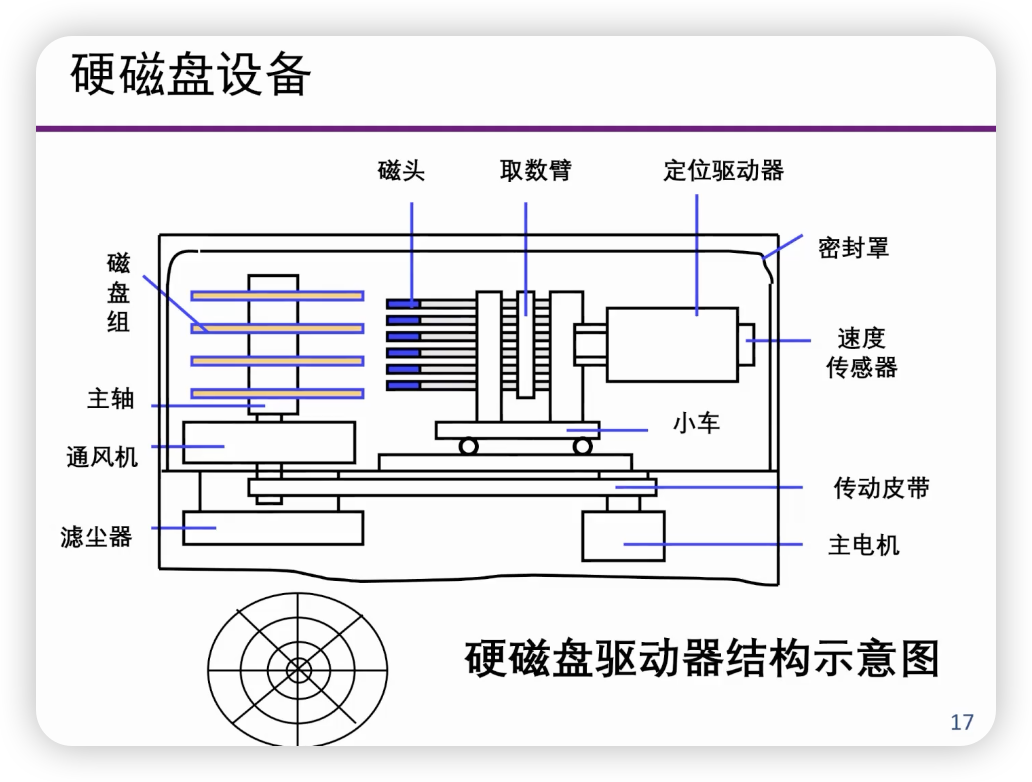 硬磁盘设备
磁头
取数臂
定位驱动器
密封罩
磁
盘
组
速度
传感器
主轴
小车
通风机
传动皮带
滤尘器
主电机
硬磁盘驱动器结构示意图
17